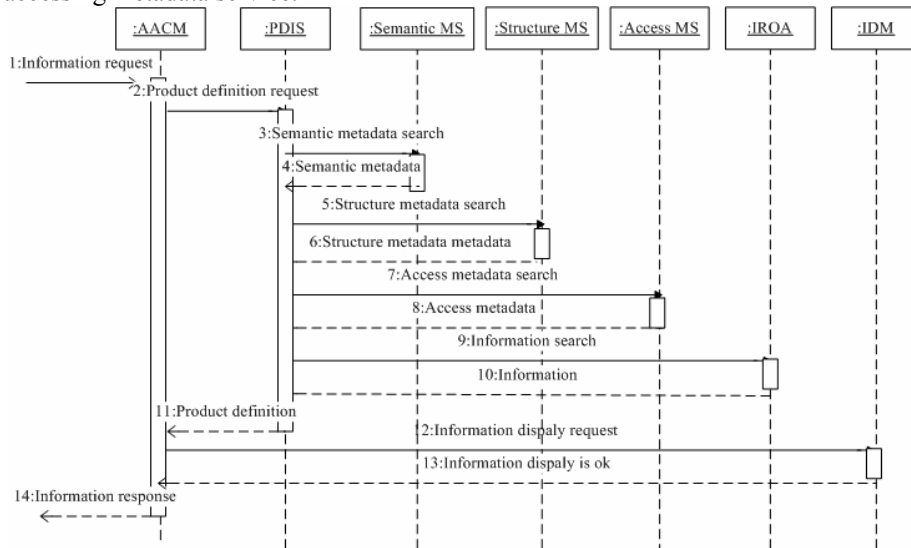 :AACM :PDIS :Semantic MS :Structure MS :Access MS :IROA :IDM
1:Information request
2:Product definition request
3:Semantic metadata search
4:Semantic metadata
5:Structure metadata search
6:Structure metadata metadata
7:Access metadata search
8:Access metadata
9:Information search
10:Information
11:Product definition
12:Information dispaly request
13:Information dispaly is ok
14:Information response